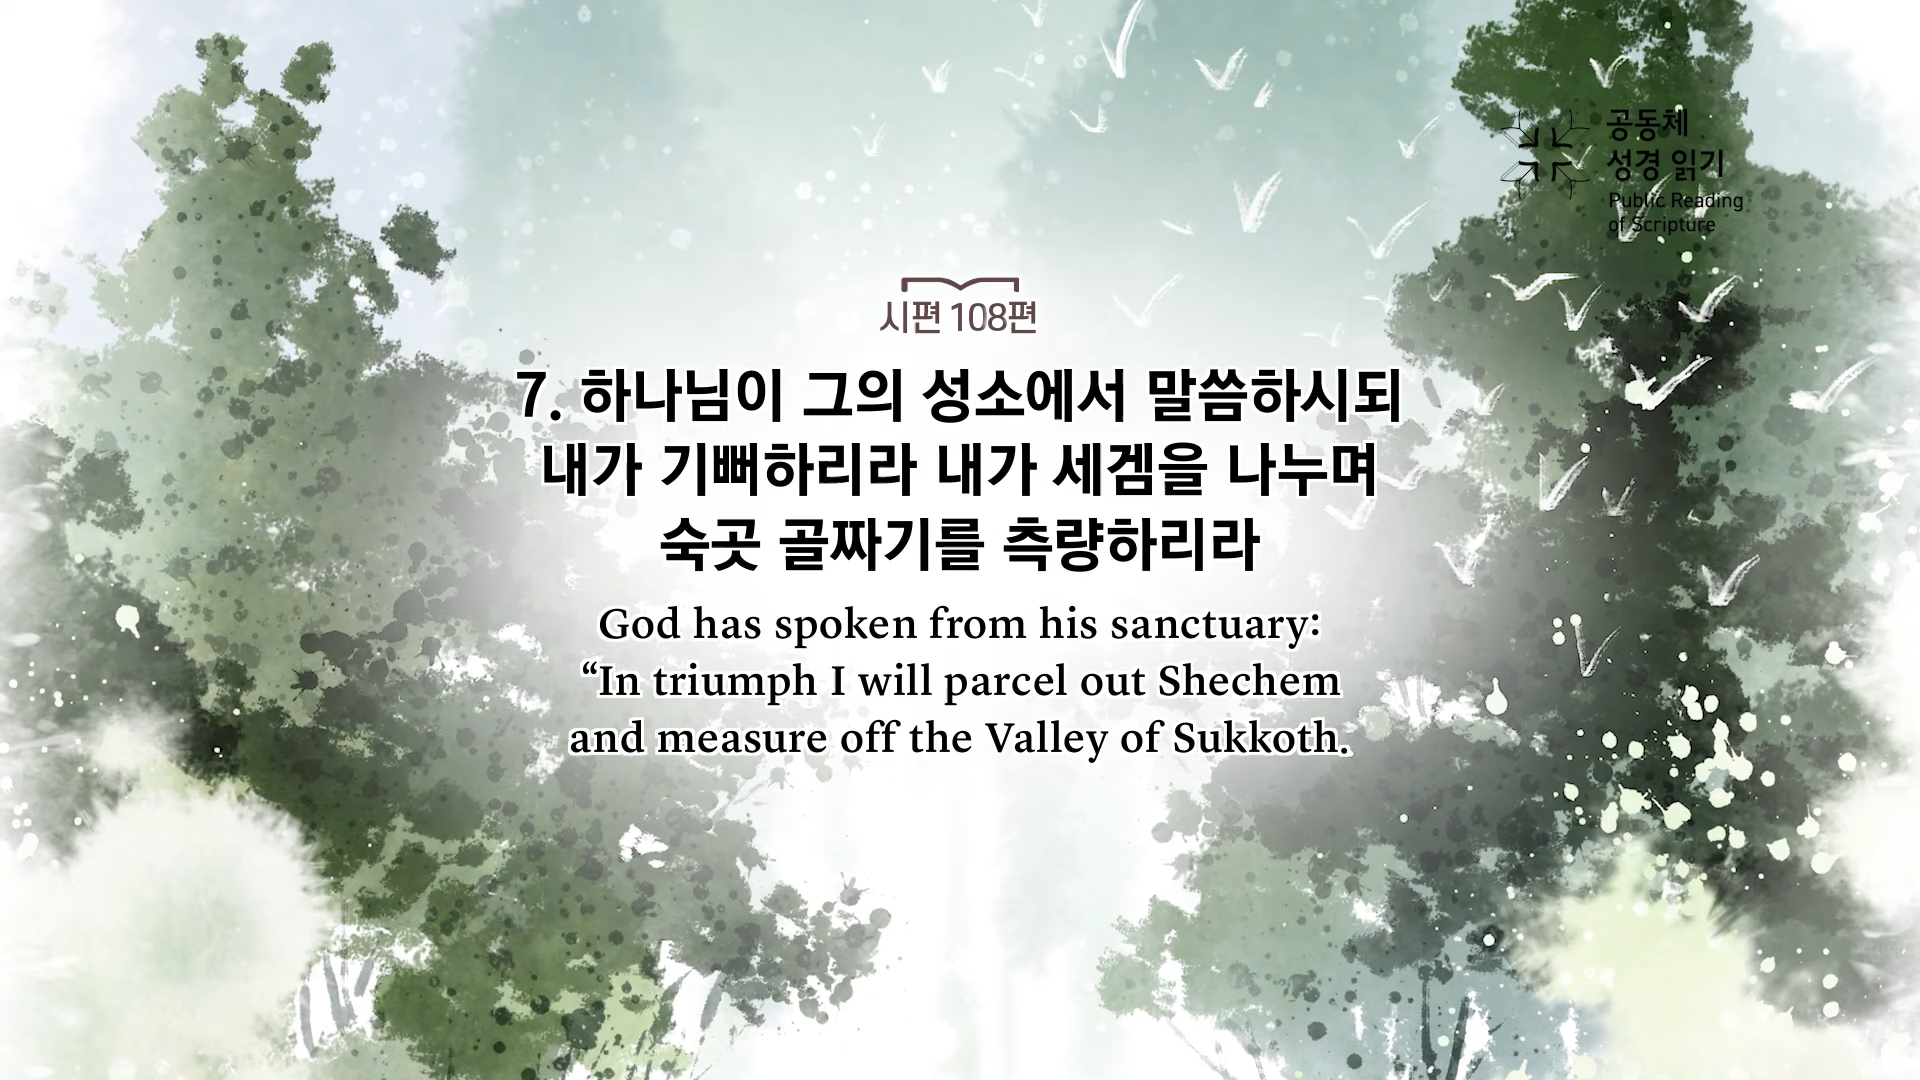 공동체
성경 읽기
Public Reading
of Scripture
시편 108편
7. 하나님이 그의 성소에서 말씀하시되
내가 기뻐하리라 내가 세겜을 나누며
숙곳 골짜기를 측량하리라
God has spoken from his sanctuary:
“In triumph I will parcel out Shechem
and measure off the Valley of Sukkoth.